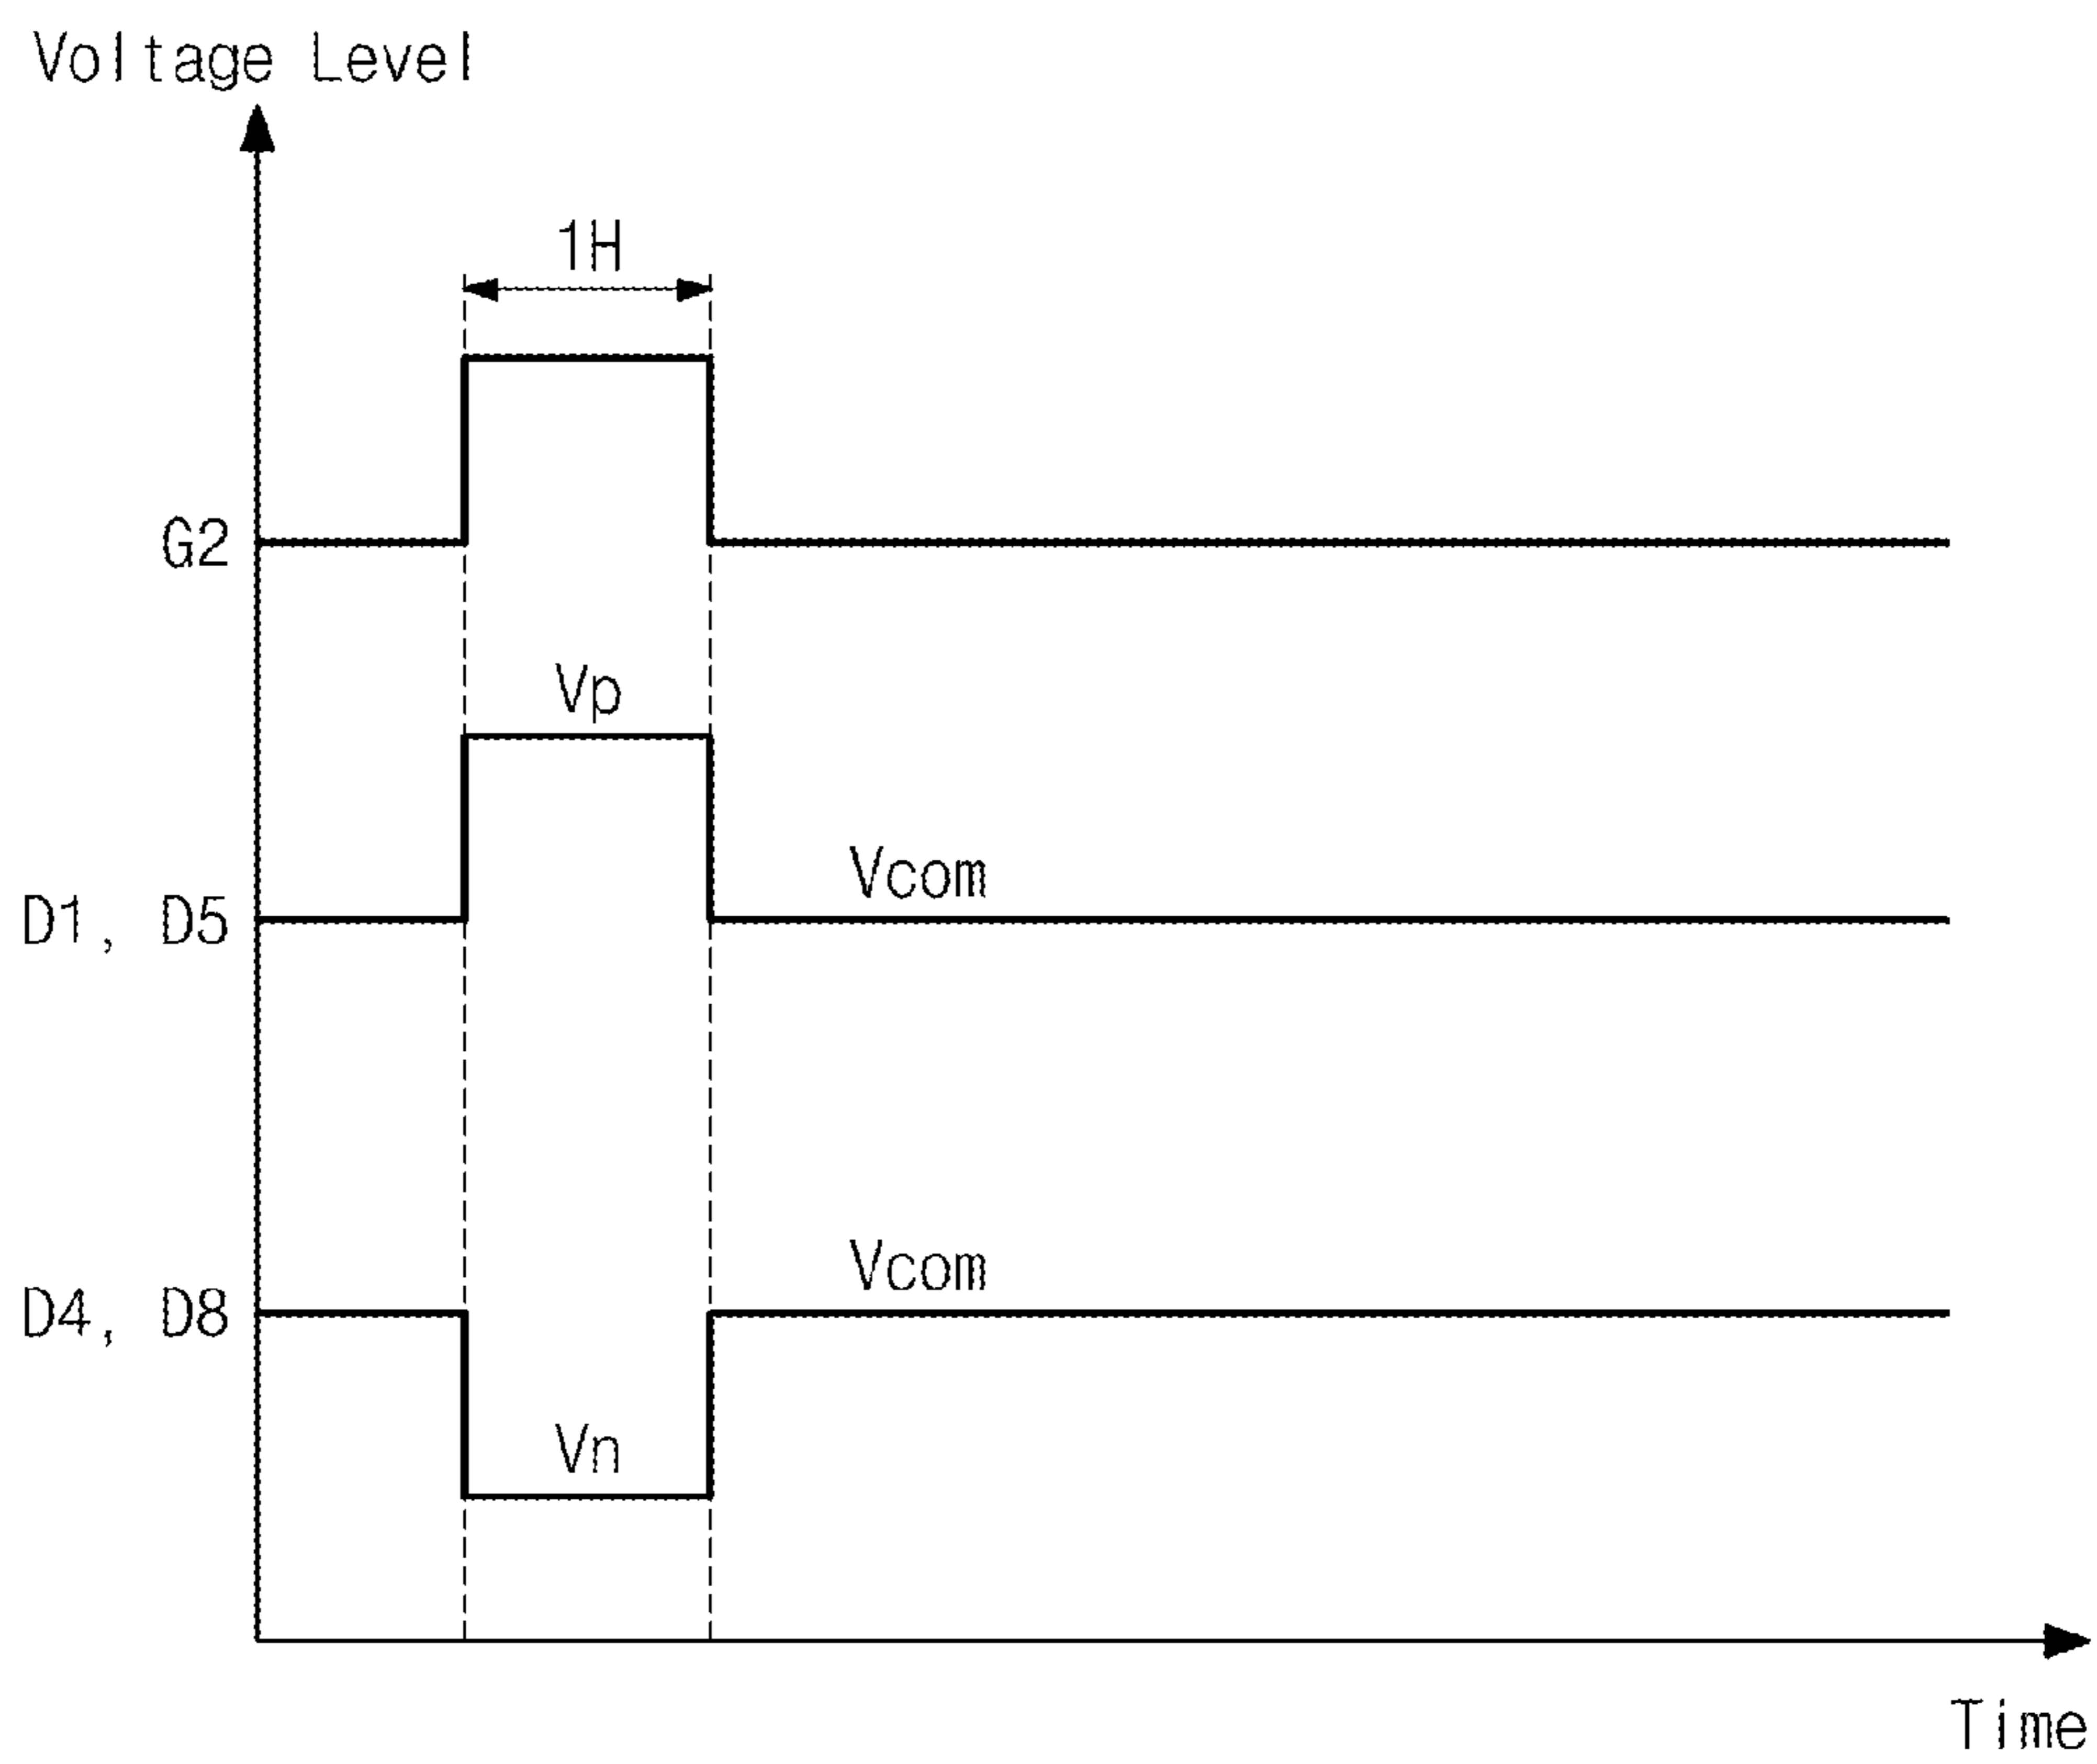 Voltage Level
1H
G2
Vp
Vcom
D1, D5
Vcom
D4, D8
Vn
Time